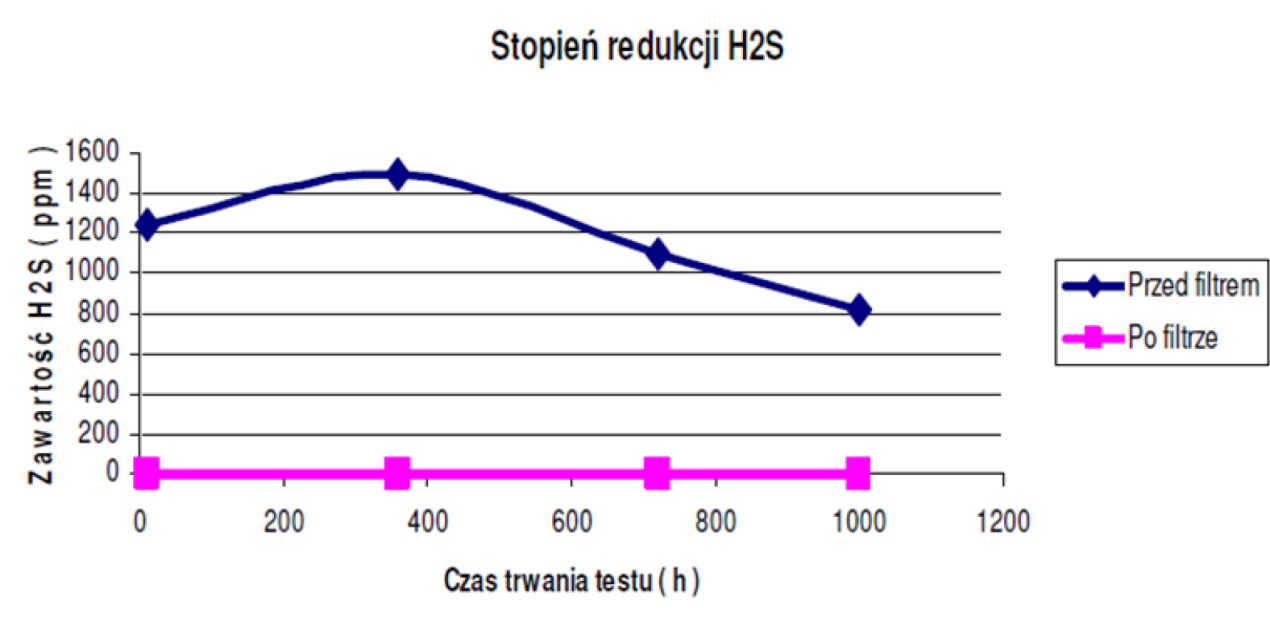 Stopień redukcji H2S
Zawartość H2S ( ppm )
1600
1400
1200
1000
800
600
400
200
0
0 200 400 600 800 1000 1200
Czas trwania testu ( h )
Przed filtrem
Po filtrze